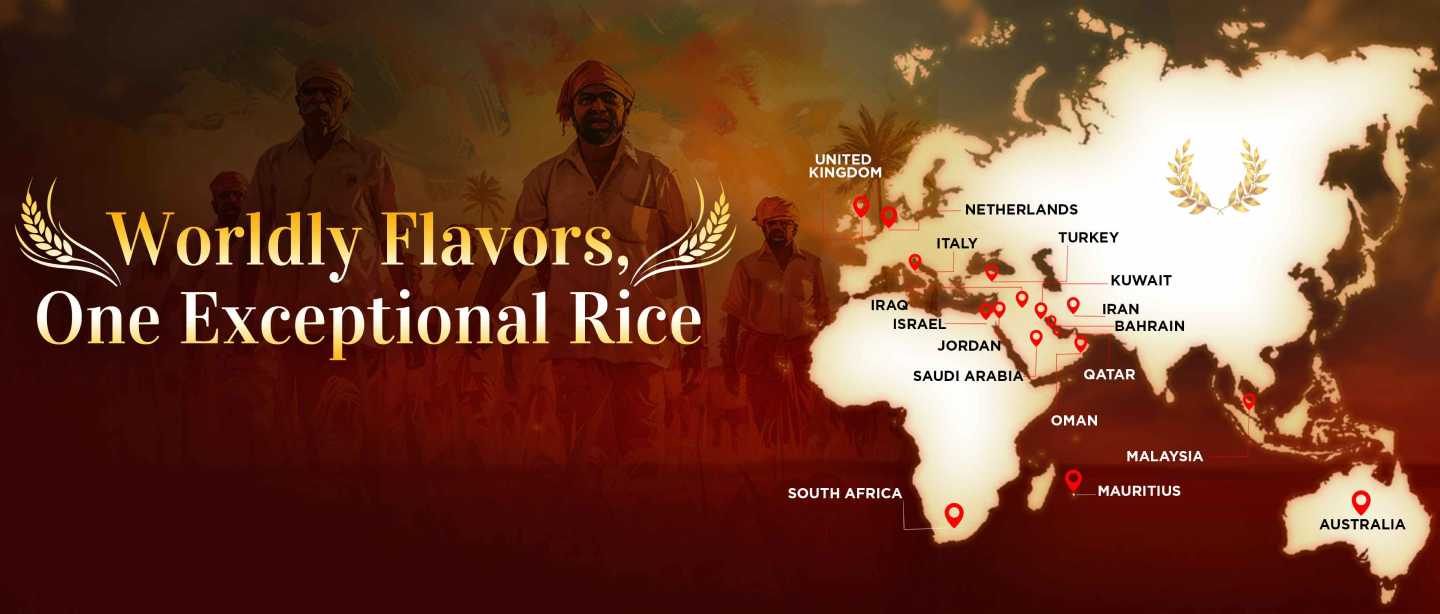 Worldly Flavors,
One Exceptional Rice
UNITED
KINGDOM
NETHERLANDS
ITALY
TURKEY
KUWAIT
IRAQ
IRAN
ISRAEL
BAHRAIN
JORDAN
SAUDI ARABIA
QATAR
OMAN
MALAYSIA
SOUTH AFRICA
MAURITIUS
AUSTRALIA